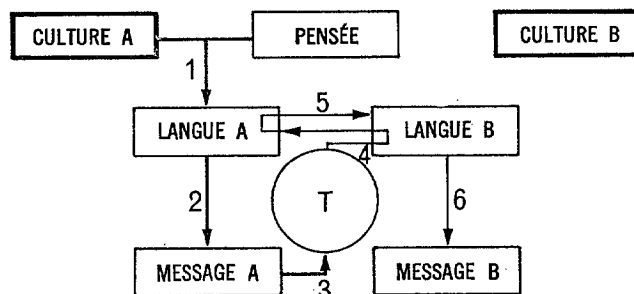 CULTURE A
PENSÉE
CULTURE B
1
5
LANGUE A
LANGUE B
4
2
T
6
MESSAGE A
MESSAGE B
3